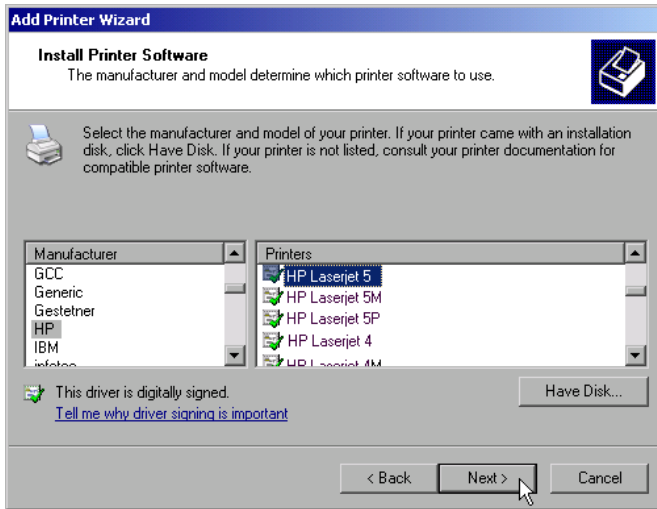 Add Printer Wizard
Install Printer Software
The manufacturer and model determine which printer software to use.
Select the manufacturer and model of your printer. If your printer came with an installation
disk, click Have Disk. If your printer is not listed, consult your printer documentation for
compatible printer software.
Manufacturer
GCC
Generic
Gestetner
HP
IBM
infotec
Printers
HP Laserjet 5
HP Laserjet 5M
HP Laserjet 5P
HP Laserjet 4
HP Laserjet 4M
This driver is digitally signed.
Tell me why driver signing is important
Have Disk...
< Back
Next >
Cancel